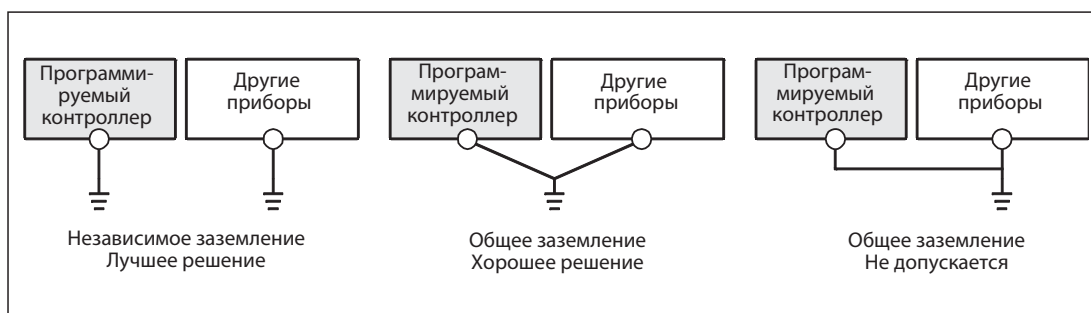 Программи-
руемый
контроллер
Другие
приборы
Програм-
мируемый
контроллер
Другие
приборы
Програм-
мируемый
контроллер
Другие
приборы
Независимое заземление
Лучшее решение
Общее заземление
Хорошее решение
Общее заземление
Не допускается